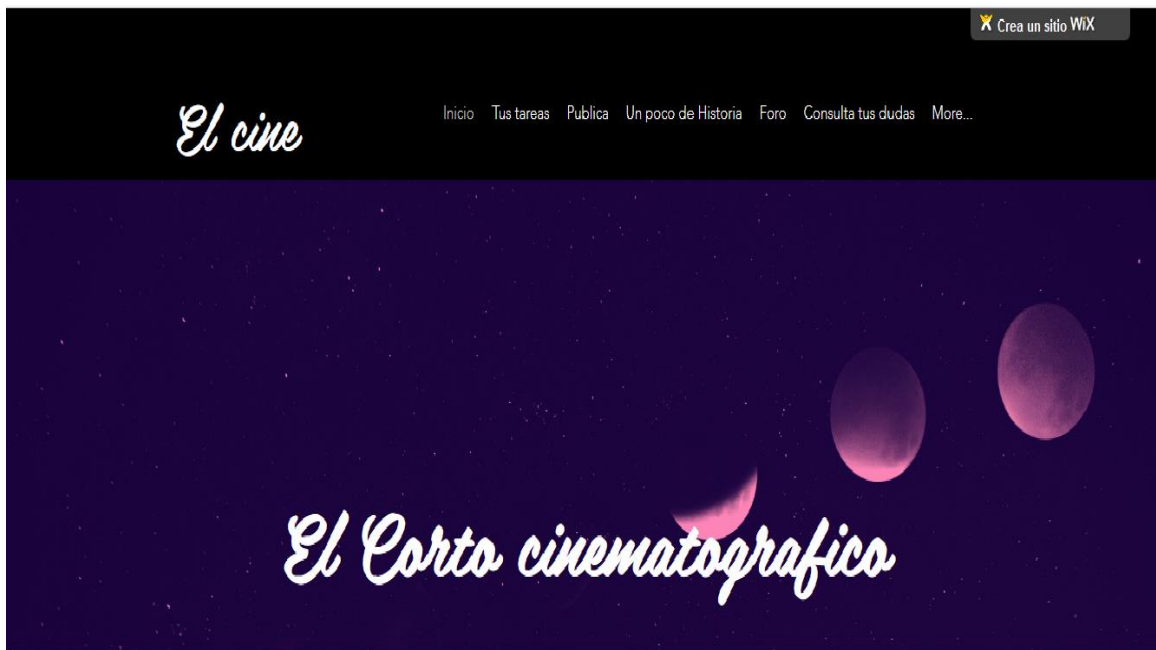 Crea un sitio WiX
El cine
Inicio Tus tareas Publica Un poco de Historia Foro Consulta tus dudas More...
El Corto cinematografico